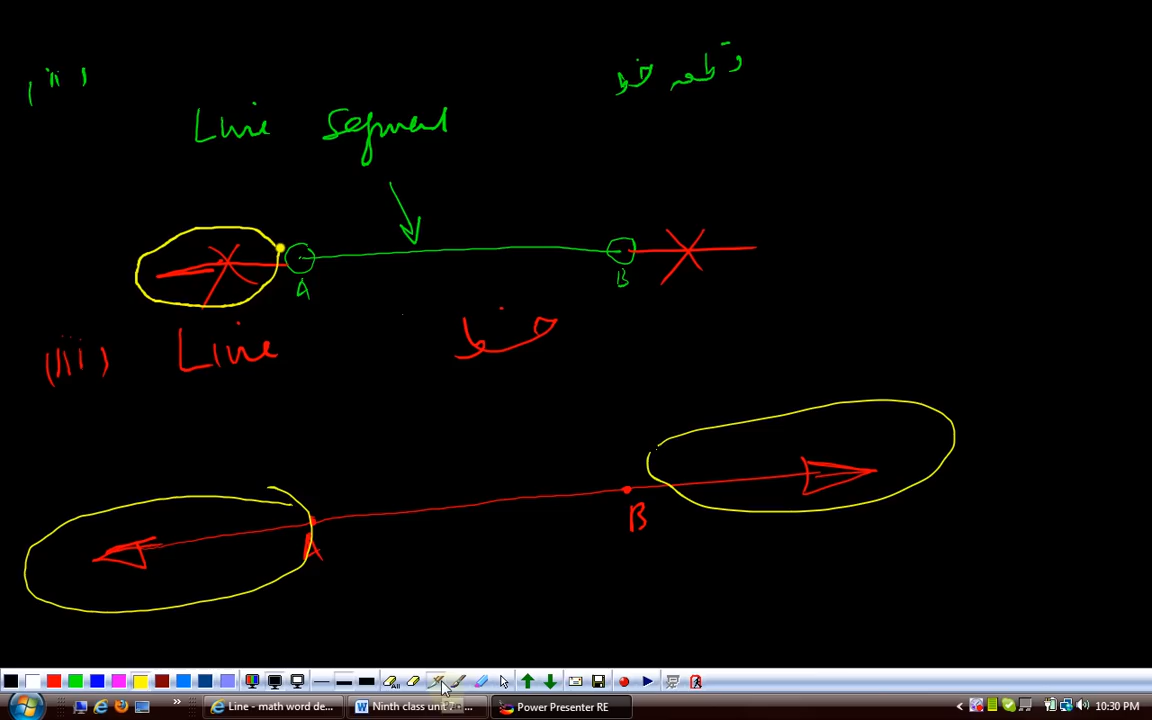 (ii) قطعہ خط
Line Segment
A B
(iii) Line خط
B
A
Line - math word de...
Ninth class unit ...
Power Presenter RE
10:30 PM